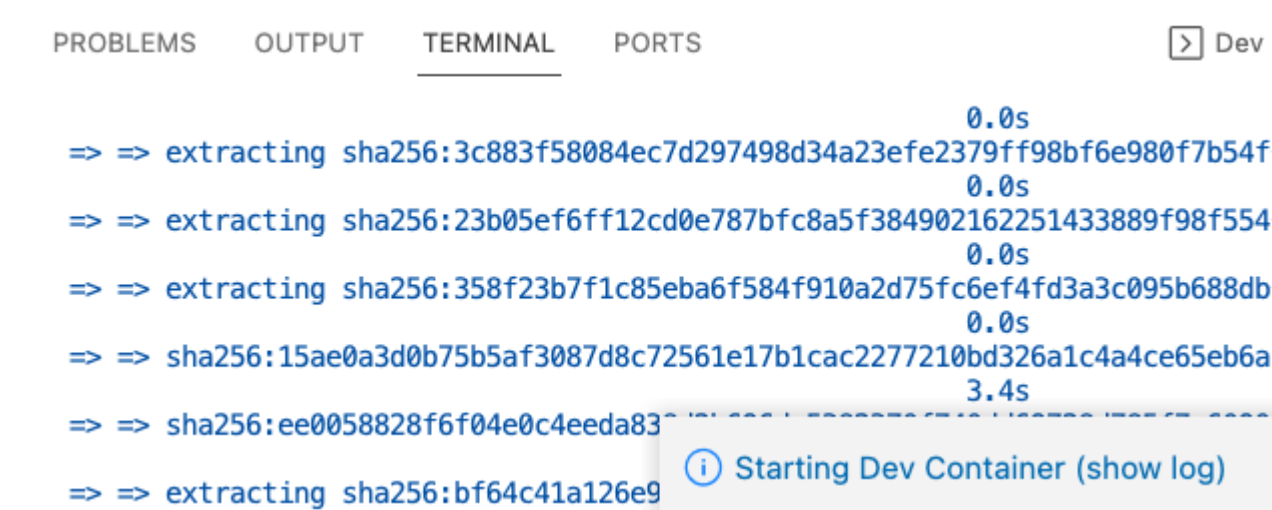 PROBLEMS OUTPUT TERMINAL PORTS Dev
0.0s
=> => extracting sha256:3c883f58084ec7d297498d34a23efe2379ff98bf6e980f7b54f
0.0s
=> => extracting sha256:23b05ef6ff12cd0e787bfc8a5f384902162251433889f98f554
0.0s
=> => extracting sha256:358f23b7f1c85eba6f584f910a2d75fc6ef4fd3a3c095b688db
0.0s
=> => sha256:15ae0a3d0b75b5af3087d8c72561e17b1cac2277210bd326a1c4a4ce65eb6a
3.4s
=> => sha256:ee0058828f6f04e0c4eeda83
Starting Dev Container (show log)
=> => extracting sha256:bf64c41a126e9